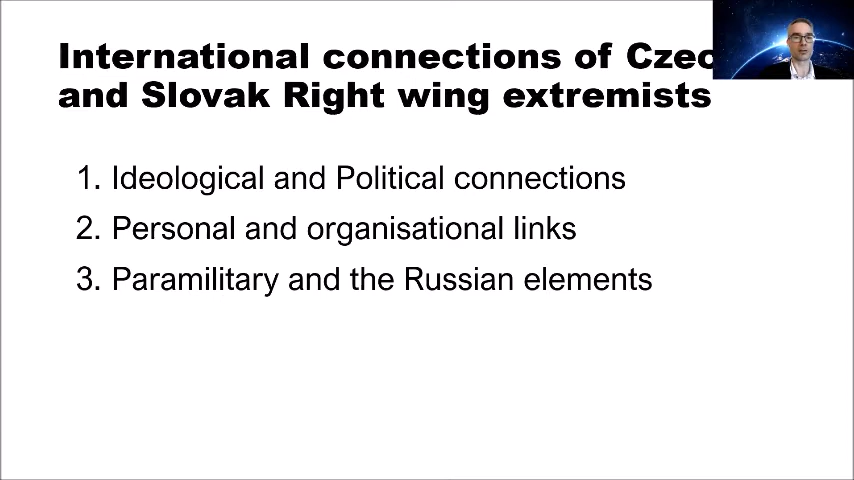 International connections of Czec
and Slovak Right wing extremists
1. Ideological and Political connections
2. Personal and organisational links
3. Paramilitary and the Russian elements